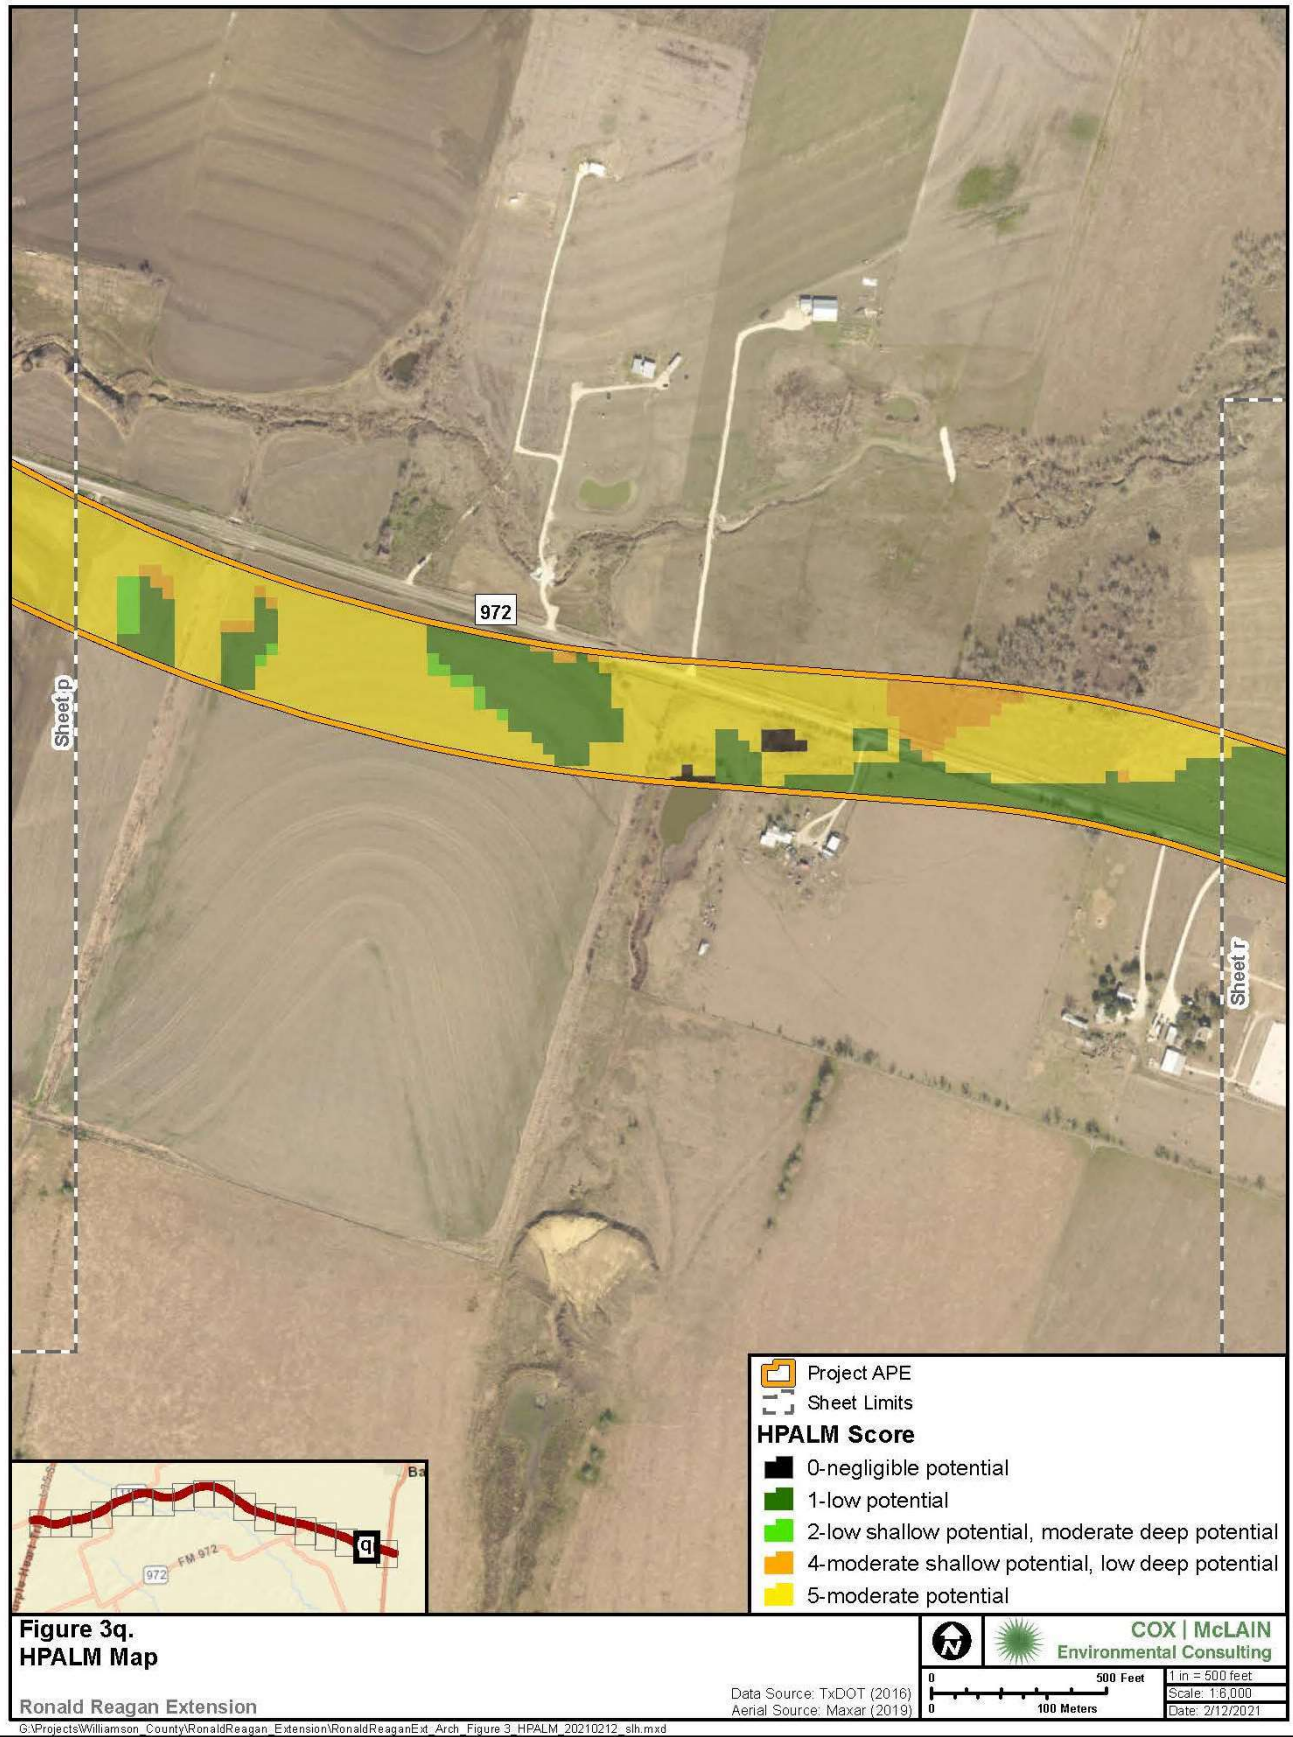 972
Sheet p
Sheet r
Project APE
Sheet Limits
HPALM Score
0-negligible potential
1-low potential
2-low shallow potential, moderate deep potential
4-moderate shallow potential, low deep potential
5-moderate potential
Ba
q
FM 972
972
Figure 3q.
HPALM Map
Ronald Reagan Extension
Data Source: TxDOT (2016)
Aerial Source: Maxar (2019)
N
COX | McLAIN
Environmental Consulting
0 500 Feet
0 100 Meters
1 in = 500 feet
Scale: 1:6,000
Date: 2/12/2021
G:\Projects\Williamson_County\RonaldReagan_Extension\RonaldReaganExt_Arch_Figure 3_HPALM_20210212_slh.mxd